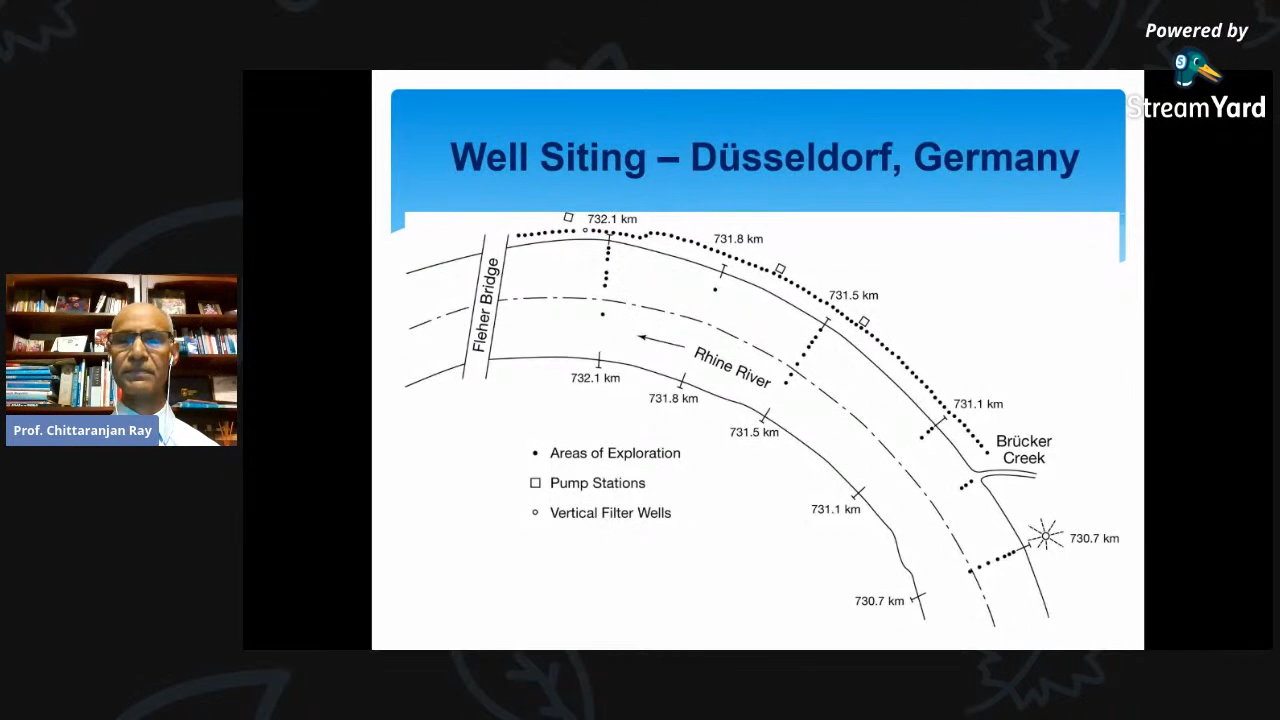 Powered by
StreamYard
Well Siting – Düsseldorf, Germany
732.1 km
731.8 km
731.5 km
731.1 km
Brücker
Creek
730.7 km
Fleher Bridge
Rhine River
732.1 km
731.8 km
731.5 km
731.1 km
730.7 km
Areas of Exploration
Pump Stations
Vertical Filter Wells
Prof. Chittaranjan Ray